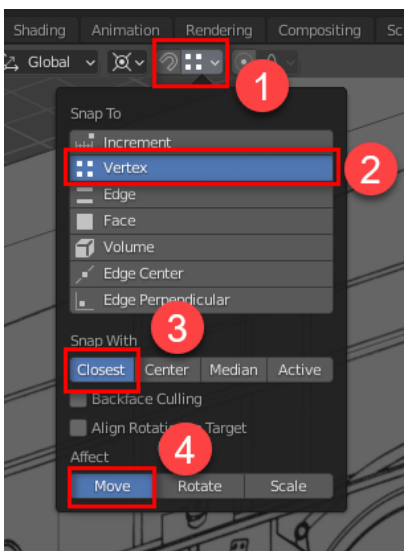 Shading Animation Rendering Compositing Sc
Global
1
Snap To
Increment
Vertex
2
Edge
Face
Volume
Edge Center
Edge Perpendicular
3
Snap With
Closest Center Median Active
Backface Culling
Align Rotation Target
4
Affect
Move Rotate Scale